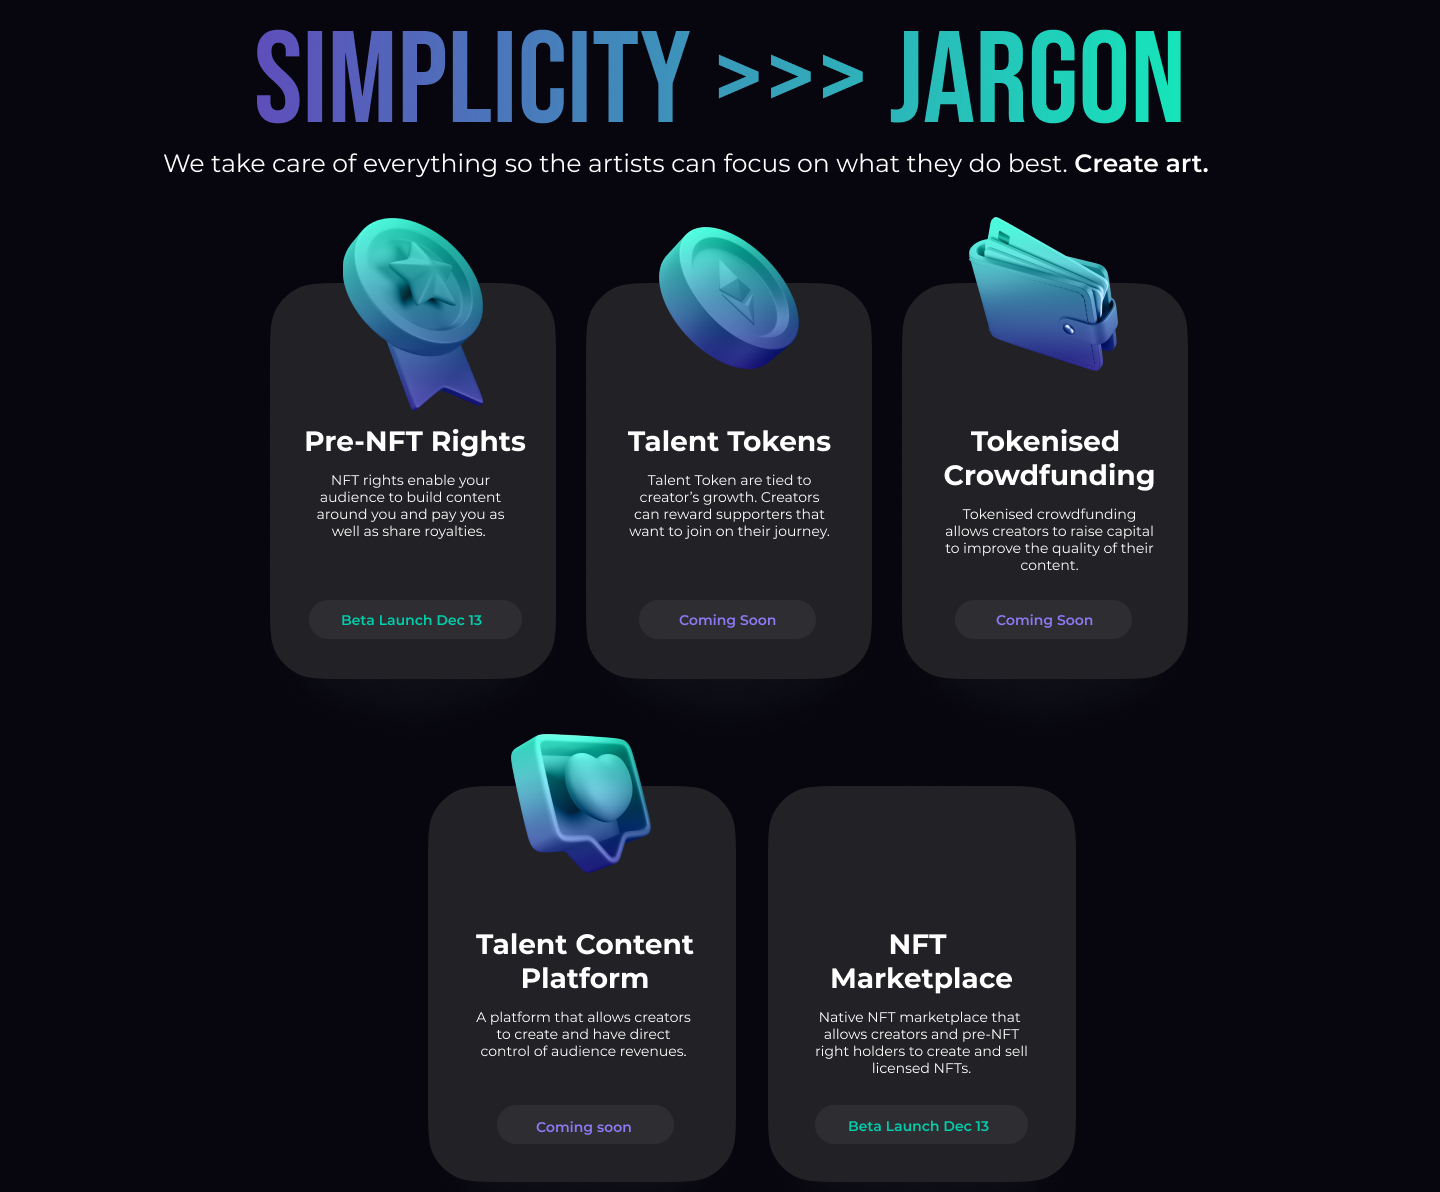 SIMPLICITY >>> JARGON
We take care of everything so the artists can focus on what they do best. Create art.
Pre-NFT Rights
NFT rights enable your
audience to build content
around you and pay you as
well as share royalties.
Beta Launch Dec 13
Talent Tokens
Talent Token are tied to
creator’s growth. Creators
can reward supporters that
want to join on their journey.
Coming Soon
Tokenised
Crowdfunding
Tokenised crowdfunding
allows creators to raise capital
to improve the quality of their
content.
Coming Soon
Talent Content
Platform
A platform that allows creators
to create and have direct
control of audience revenues.
Coming soon
NFT
Marketplace
Native NFT marketplace that
allows creators and pre-NFT
right holders to create and sell
licensed NFTs.
Beta Launch Dec 13